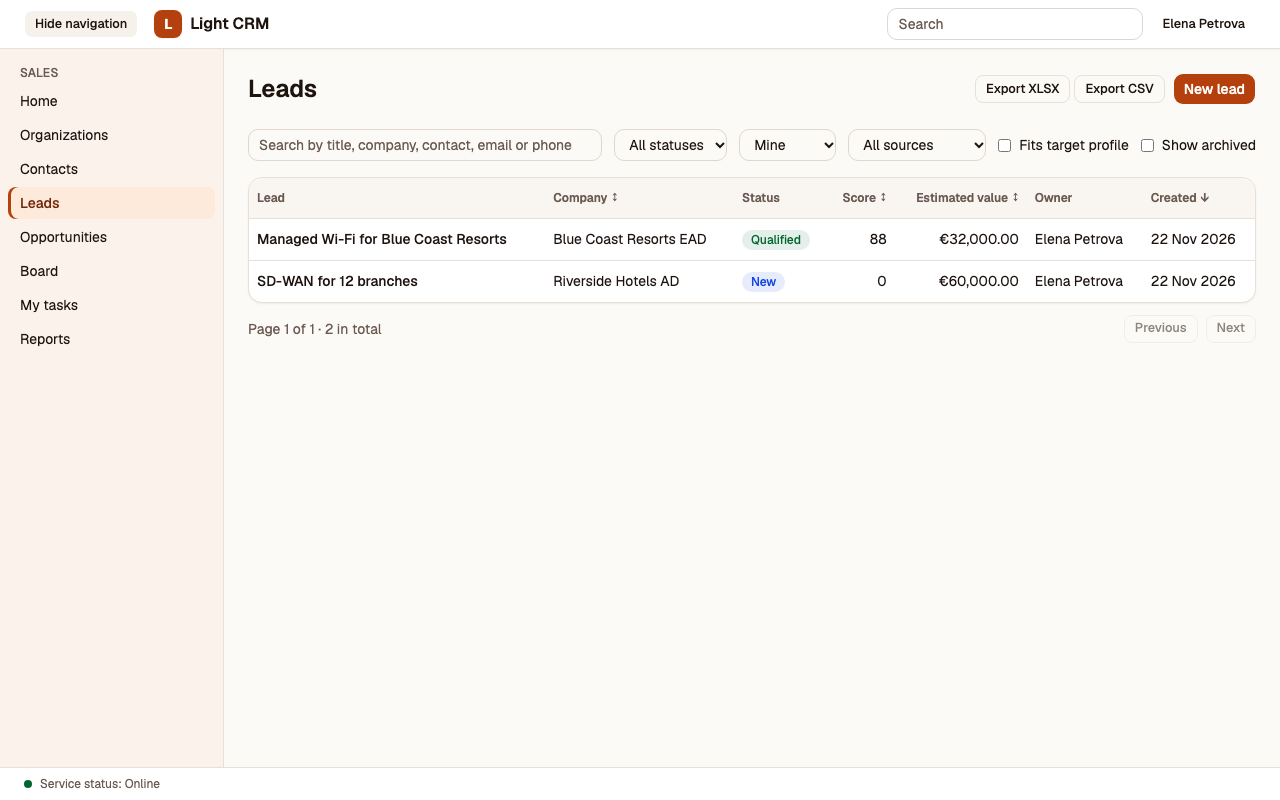 Hide navigation
L
Light CRM
Search
Elena Petrova
SALES
Home
Organizations
Contacts
Leads
Opportunities
Board
My tasks
Reports
Leads
Export XLSX
Export CSV
New lead
Search by title, company, contact, email or phone
All statuses
Mine
All sources
Fits target profile
Show archived
Lead Company ↕ Status Score ↕ Estimated value ↕ Owner Created ↓
Managed Wi-Fi for Blue Coast Resorts Blue Coast Resorts EAD Qualified 88 €32,000.00 Elena Petrova 22 Nov 2026
SD-WAN for 12 branches Riverside Hotels AD New 0 €60,000.00 Elena Petrova 22 Nov 2026
Page 1 of 1 · 2 in total
Previous
Next
Service status: Online